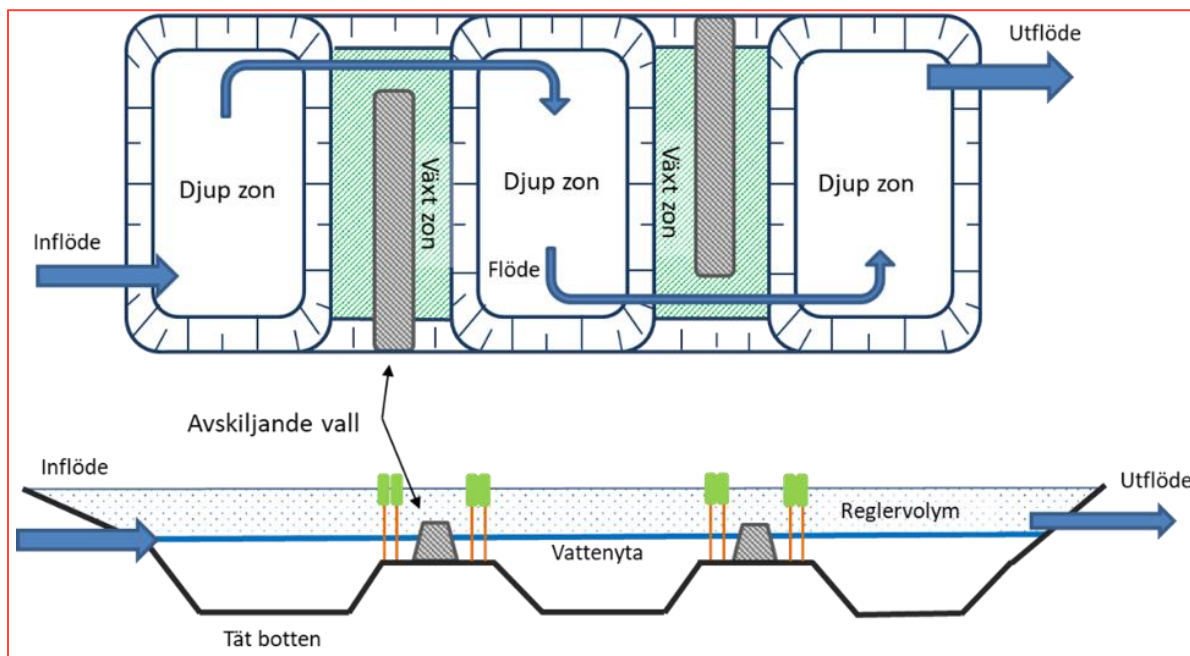 Utflöde
Djup zon
Växt zon
Djup zon
Växt zon
Djup zon
Inflöde
Flöde
Avskiljande vall
Inflöde
Utflöde
Reglervolym
Vattenyta
Tät botten